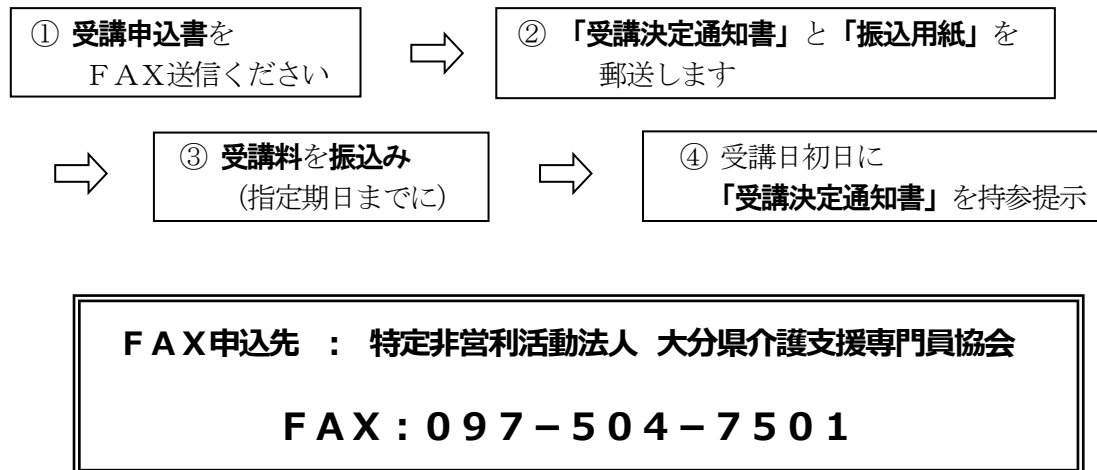 ① 受講申込書を
ＦＡＸ送信ください
② 「受講決定通知書」と「振込用紙」を
郵送します
③ 受講料を振込み
（指定期日までに）
④ 受講日初日に
「受講決定通知書」を持参提示
ＦＡＸ申込先　：　特定非営利活動法人 大分県介護支援専門員協会
ＦＡＸ：０９７－５０４－７５０１